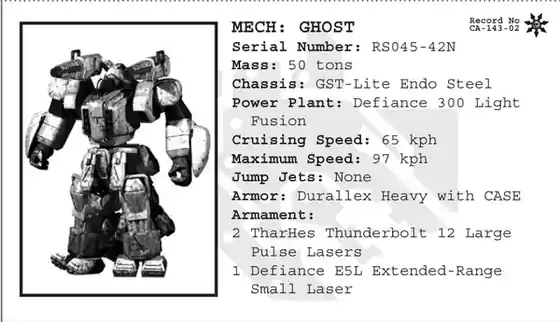 MECH: GHOST
Record No
CA-143-02
Serial Number: RS045-42N
Mass: 50 tons
Chassis: GST-Lite Endo Steel
Power Plant: Defiance 300 Light
Fusion
Cruising Speed: 65 kph
Maximum Speed: 97 kph
Jump Jets: None
Armor: Durallex Heavy with CASE
Armament:
2 TharHes Thunderbolt 12 Large
Pulse Lasers
1 Defiance E5L Extended-Range
Small Laser